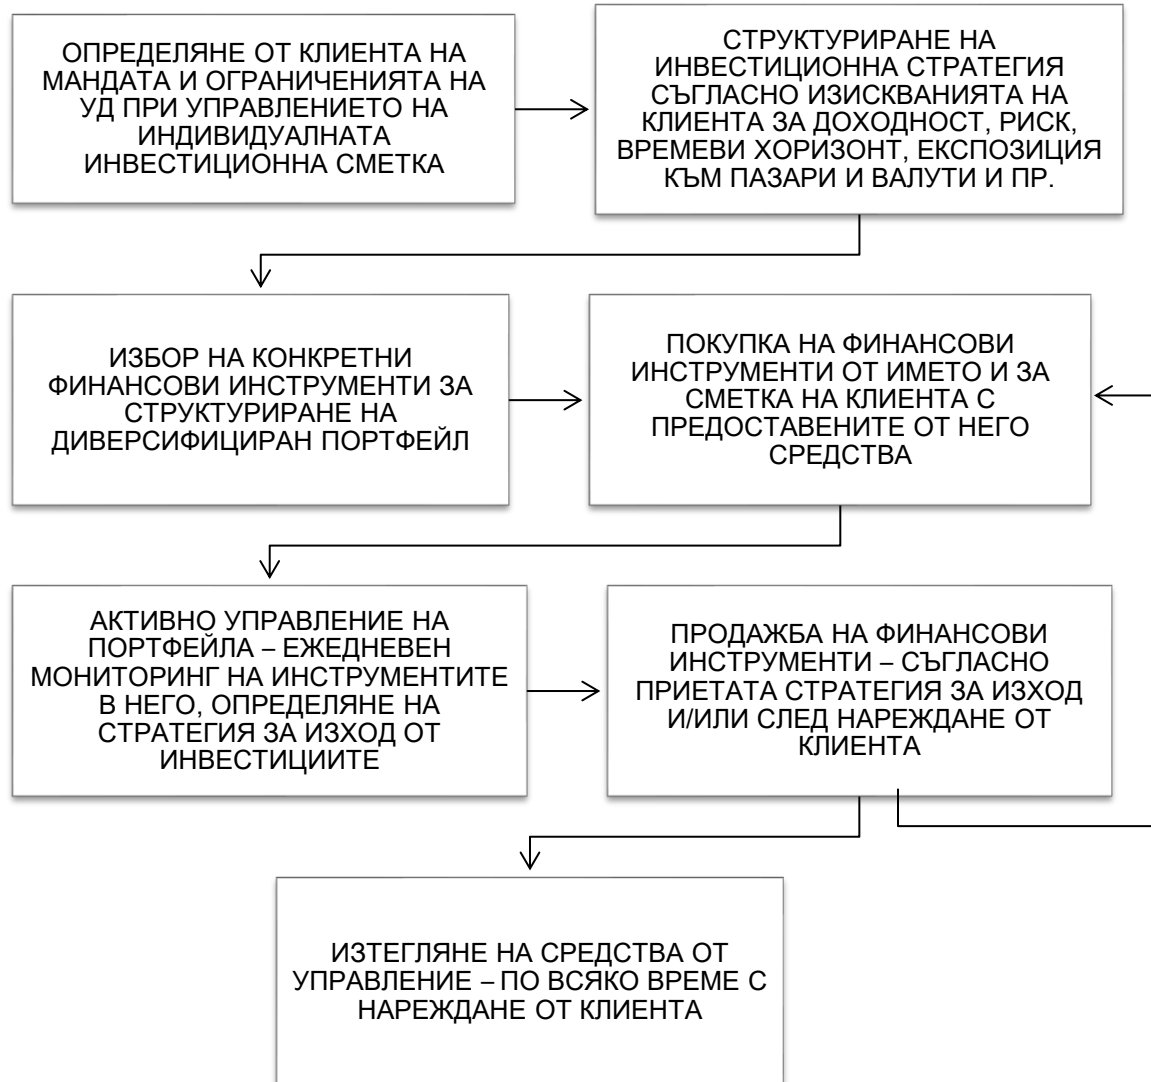 ОПРЕДЕЛЯНЕ ОТ КЛИЕНТА НА
МАНДАТА И ОГРАНИЧЕНИЯТА НА
УД ПРИ УПРАВЛЕНИЕТО НА
ИНДИВИДУАЛНАТА
ИНВЕСТИЦИОННА СМЕТКА
СТРУКТУРИРАНЕ НА
ИНВЕСТИЦИОННА СТРАТЕГИЯ
СЪГЛАСНО ИЗИСКВАНИЯТА НА
КЛИЕНТА ЗА ДОХОДНОСТ, РИСК,
ВРЕМЕВИ ХОРИЗОНТ, ЕКСПОЗИЦИЯ
КЪМ ПАЗАРИ И ВАЛУТИ И ПР.
ИЗБОР НА КОНКРЕТНИ
ФИНАНСОВИ ИНСТРУМЕНТИ ЗА
СТРУКТУРИРАНЕ НА
ДИВЕРСИФИЦИРАН ПОРТФЕЙЛ
ПОКУПКА НА ФИНАНСОВИ
ИНСТРУМЕНТИ ОТ ИМЕТО И ЗА
СМЕТКА НА КЛИЕНТА С
ПРЕДОСТАВЕНИТЕ ОТ НЕГО
СРЕДСТВА
АКТИВНО УПРАВЛЕНИЕ НА
ПОРТФЕЙЛА – ЕЖЕДНЕВЕН
МОНИТОРИНГ НА ИНСТРУМЕНТИТЕ
В НЕГО, ОПРЕДЕЛЯНЕ НА
СТРАТЕГИЯ ЗА ИЗХОД ОТ
ИНВЕСТИЦИИТЕ
ПРОДАЖБА НА ФИНАНСОВИ
ИНСТРУМЕНТИ – СЪГЛАСНО
ПРИЕТАТА СТРАТЕГИЯ ЗА ИЗХОД
И/ИЛИ СЛЕД НАРЕЖДАНЕ ОТ
КЛИЕНТА
ИЗТЕГЛЯНЕ НА СРЕДСТВА ОТ
УПРАВЛЕНИЕ – ПО ВСЯКО ВРЕМЕ С
НАРЕЖДАНЕ ОТ КЛИЕНТА